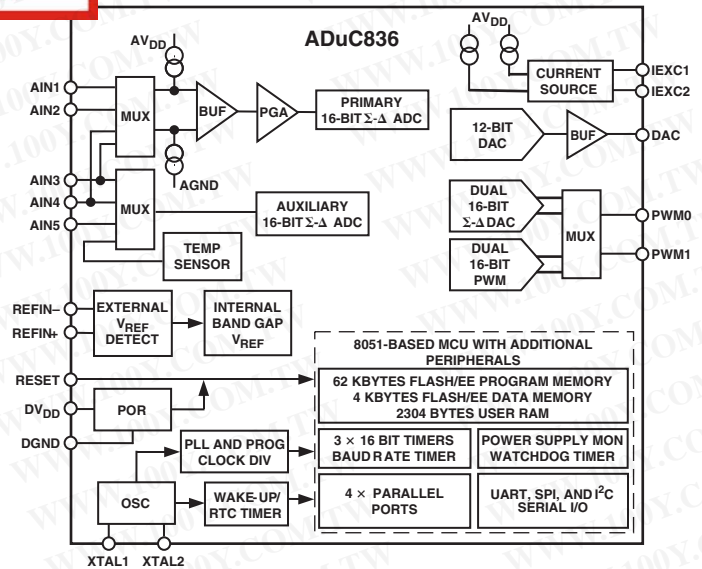 ADuC836
AVDD
AIN1
AIN2
MUX
BUF
PGA
PRIMARY
16-BIT Σ-Δ ADC
AGND
AIN3
AIN4
AIN5
MUX
AUXILIARY
16-BIT Σ-Δ ADC
TEMP
SENSOR
AVDD
CURRENT
SOURCE
IEXC1
IEXC2
12-BIT
DAC
BUF
DAC
DUAL
16-BIT
Σ-Δ DAC
DUAL
16-BIT
PWM
MUX
PWM0
PWM1
REFIN–
REFIN+
EXTERNAL
VREF
DETECT
INTERNAL
BAND GAP
VREF
RESET
DVDD
DGND
POR
8051-BASED MCU WITH ADDITIONAL
PERIPHERALS
62 KBYTES FLASH/EE PROGRAM MEMORY
4 KBYTES FLASH/EE DATA MEMORY
2304 BYTES USER RAM
PLL AND PROG
CLOCK DIV
3 × 16 BIT TIMERS
BAUD RATE TIMER
POWER SUPPLY MON
WATCHDOG TIMER
OSC
WAKE-UP/
RTC TIMER
4 × PARALLEL
PORTS
UART, SPI, AND I²C
SERIAL I/O
XTAL1
XTAL2
WWW.100Y.COM.TW